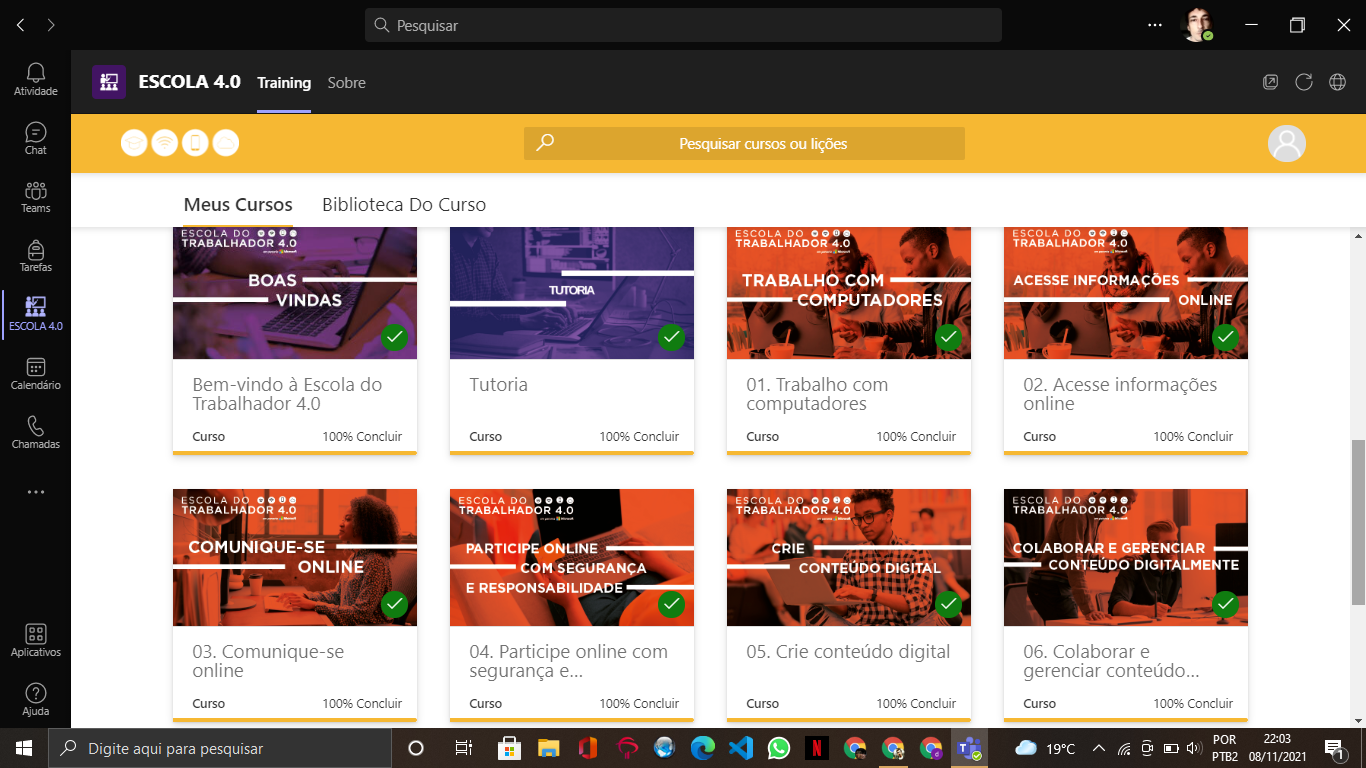 Pesquisar
Atividade
Chat
Teams
Tarefas
ESCOLA 4.0
Calendário
Chamadas
Aplicativos
Ajuda
ESCOLA 4.0 Training Sobre
Pesquisar cursos ou lições
Meus Cursos Biblioteca Do Curso
ESCOLA DO
TRABALHADOR 4.0
BOAS
VINDAS
Bem-vindo à Escola do
Trabalhador 4.0
Curso 100% Concluir
TUTORIA
Tutoria
Curso 100% Concluir
ESCOLA DO
TRABALHADOR 4.0
TRABALHO COM
COMPUTADORES
01. Trabalho com
computadores
Curso 100% Concluir
ESCOLA DO
TRABALHADOR 4.0
ACESSE INFORMAÇÕES
ONLINE
02. Acesse informações
online
Curso 100% Concluir
ESCOLA DO
TRABALHADOR 4.0
COMUNIQUE-SE
ONLINE
03. Comunique-se
online
Curso 100% Concluir
ESCOLA DO
TRABALHADOR 4.0
PARTICIPE ONLINE
COM SEGURANÇA
E RESPONSABILIDADE
04. Participe online com
segurança e...
Curso 100% Concluir
ESCOLA DO
TRABALHADOR 4.0
CRIE
CONTEÚDO DIGITAL
05. Crie conteúdo digital
Curso 100% Concluir
ESCOLA DO
TRABALHADOR 4.0
COLABORAR E GERENCIAR
CONTEÚDO DIGITALMENTE
06. Colaborar e
gerenciar conteúdo...
Curso 100% Concluir
Digite aqui para pesquisar
19°C
POR
PTB2
22:03
08/11/2021
1